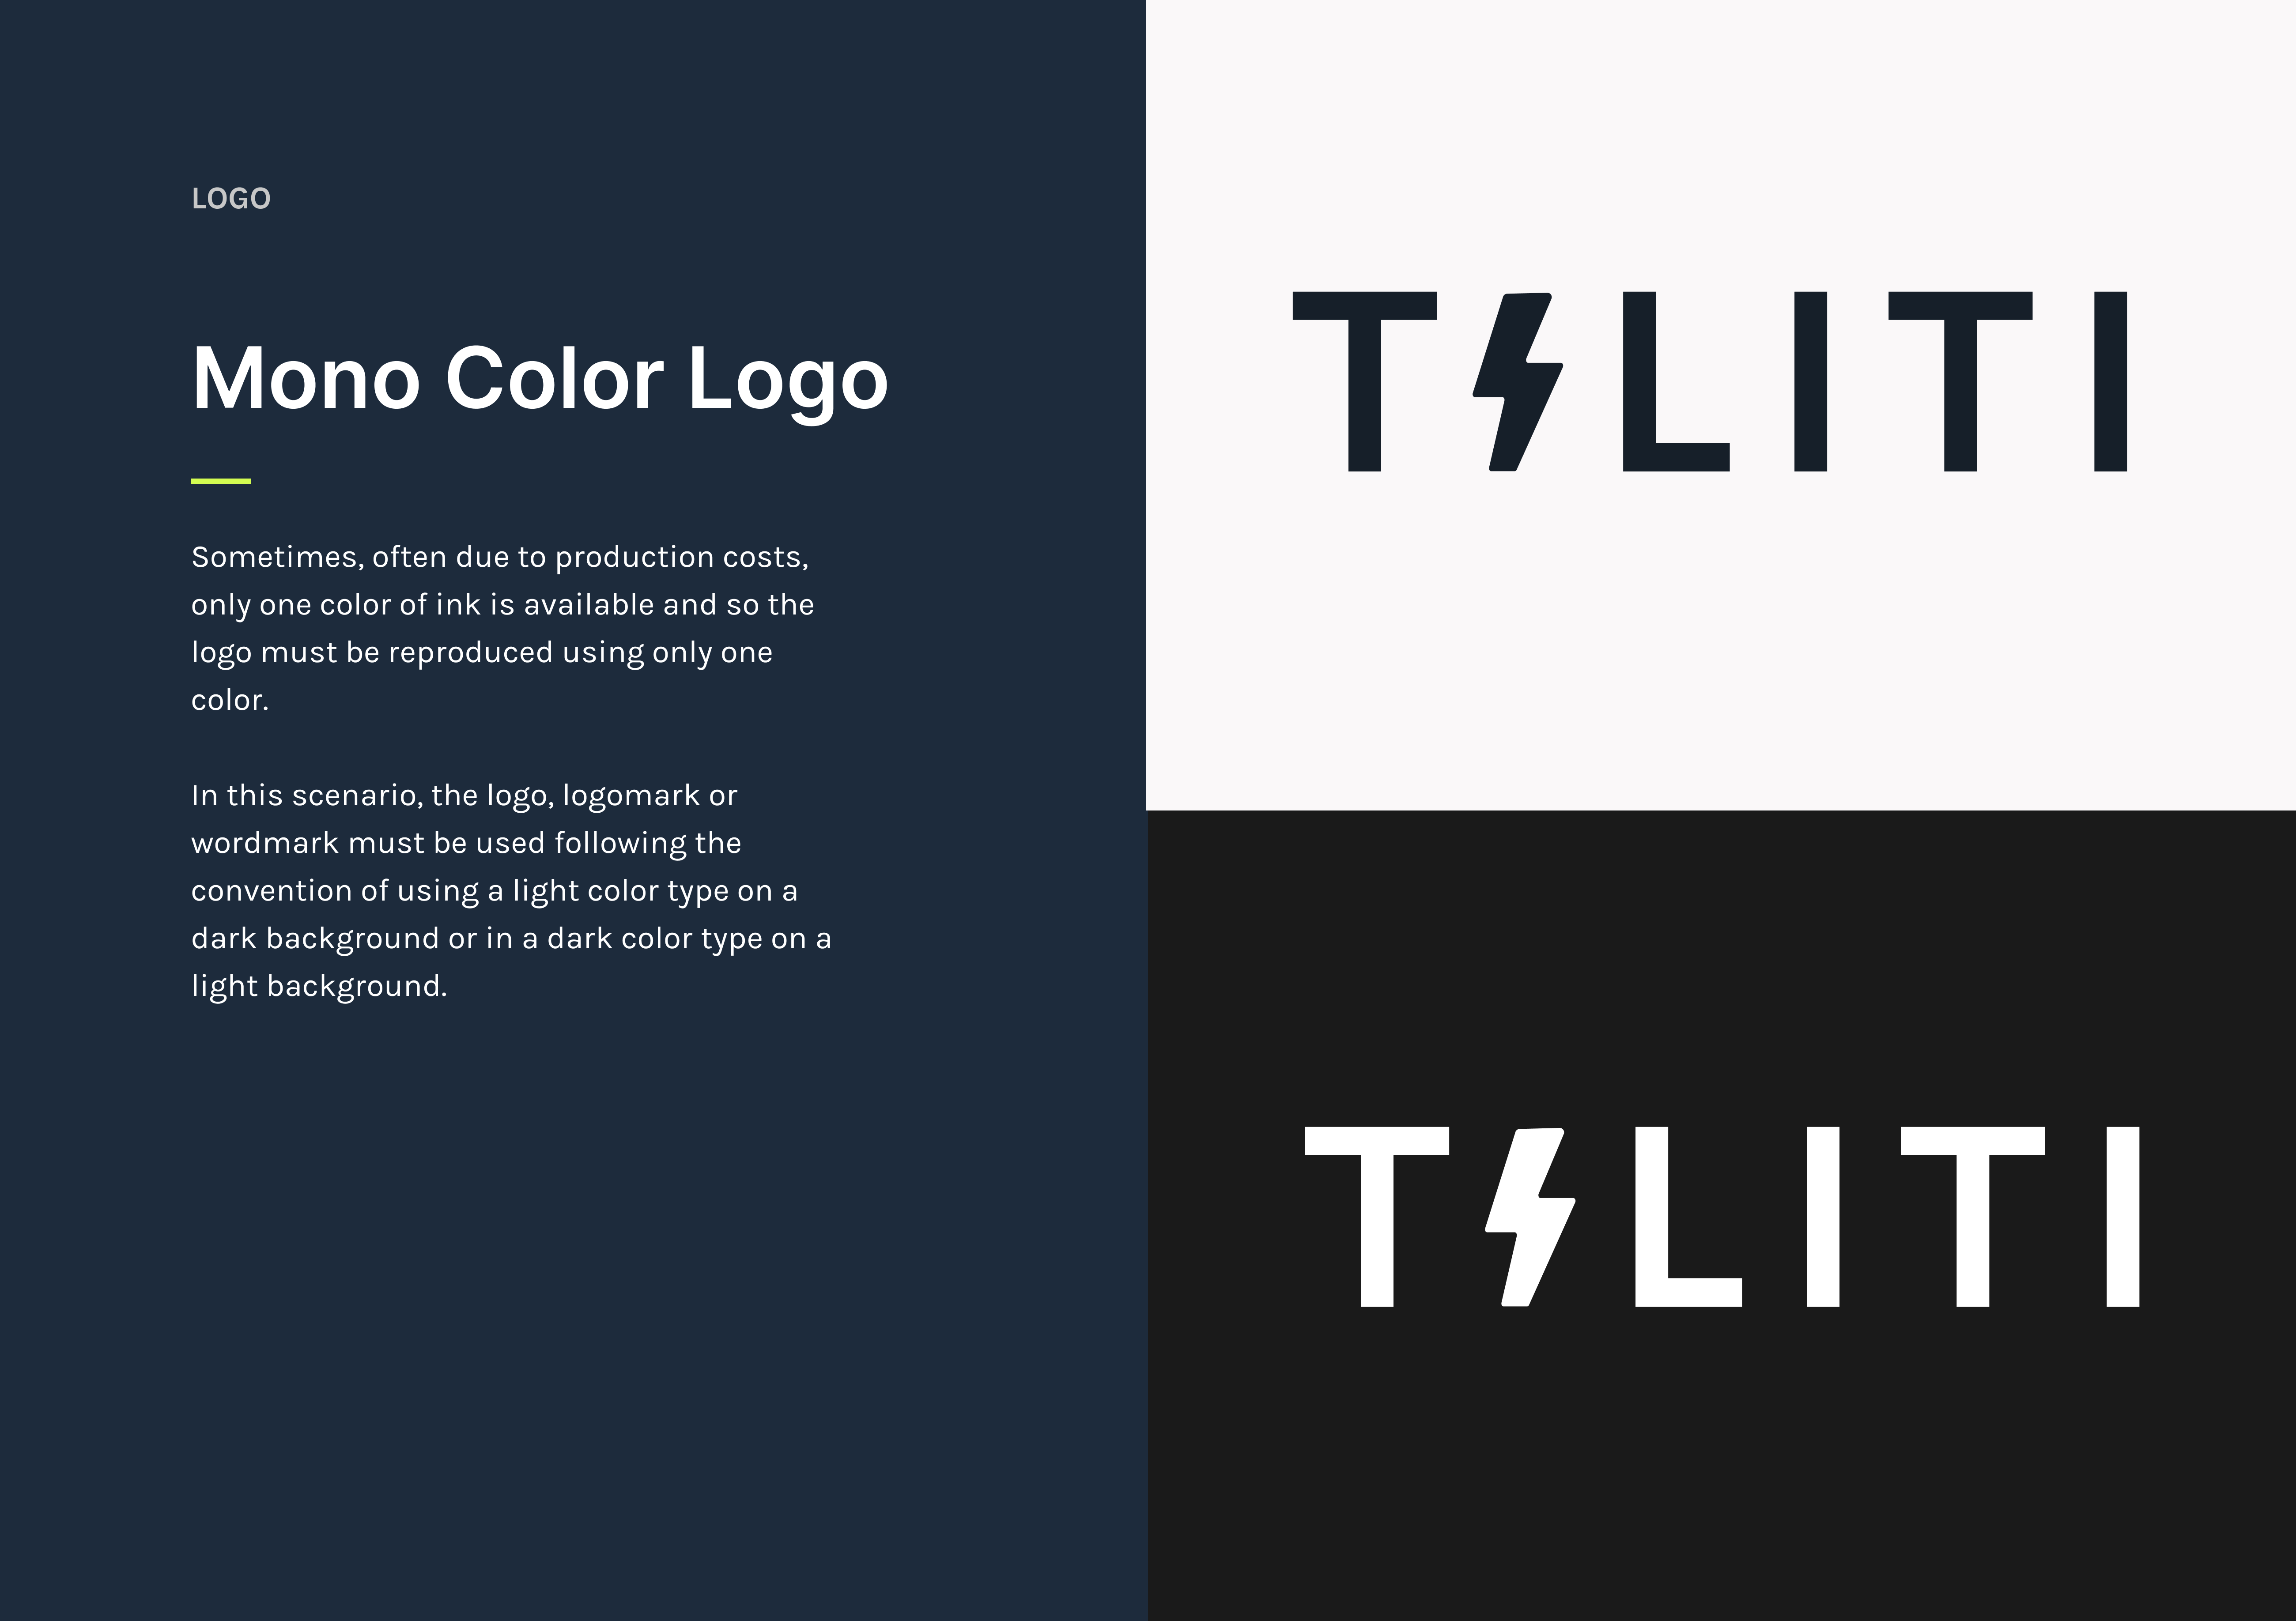 LOGO
Mono Color Logo
Sometimes, often due to production costs,
only one color of ink is available and so the
logo must be reproduced using only one
color.
In this scenario, the logo, logomark or
wordmark must be used following the
convention of using a light color type on a
dark background or in a dark color type on a
light background.
T LITI
T LITI